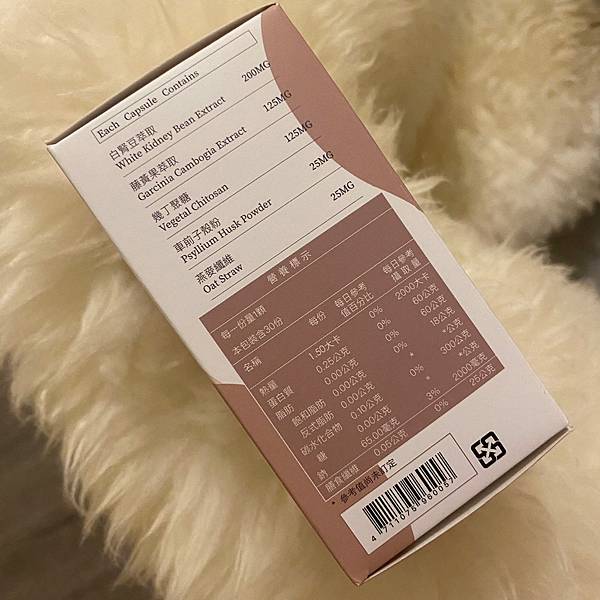 Each Capsule Contains
白腎豆萃取 200MG
White Kidney Bean Extract
藤黃果萃取 125MG
Garcinia Cambogia Extract
幾丁聚醣 125MG
Vegetal Chitosan
車前子殼粉 25MG
Psyllium Husk Powder
燕麥纖維 25MG
Oat Straw
營養標示
每一份量1顆
本包裝含30份
名稱 每份 每日參考值百分比 每日參考攝取量
熱量 1.50大卡 0% 2000大卡
蛋白質 0.25公克 0% 60公克
脂肪 0.00公克 0% 60公克
飽和脂肪 0.00公克 0% 18公克
反式脂肪 0.00公克 * *公克
碳水化合物 0.10公克 0% 300公克
糖 0.00公克 * *公克
鈉 65.00毫克 3% 2000毫克
膳食纖維 0.05公克 0% 25公克
* 參考值尚未訂定